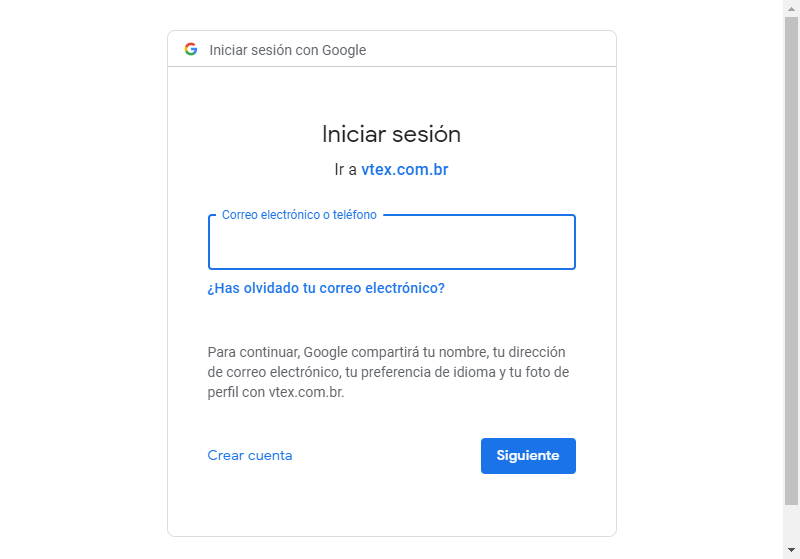 Iniciar sesión con Google
Iniciar sesión
Ir a vtex.com.br
Correo electrónico o teléfono
¿Has olvidado tu correo electrónico?
Para continuar, Google compartirá tu nombre, tu dirección
de correo electrónico, tu preferencia de idioma y tu foto de
perfil con vtex.com.br.
Crear cuenta
Siguiente